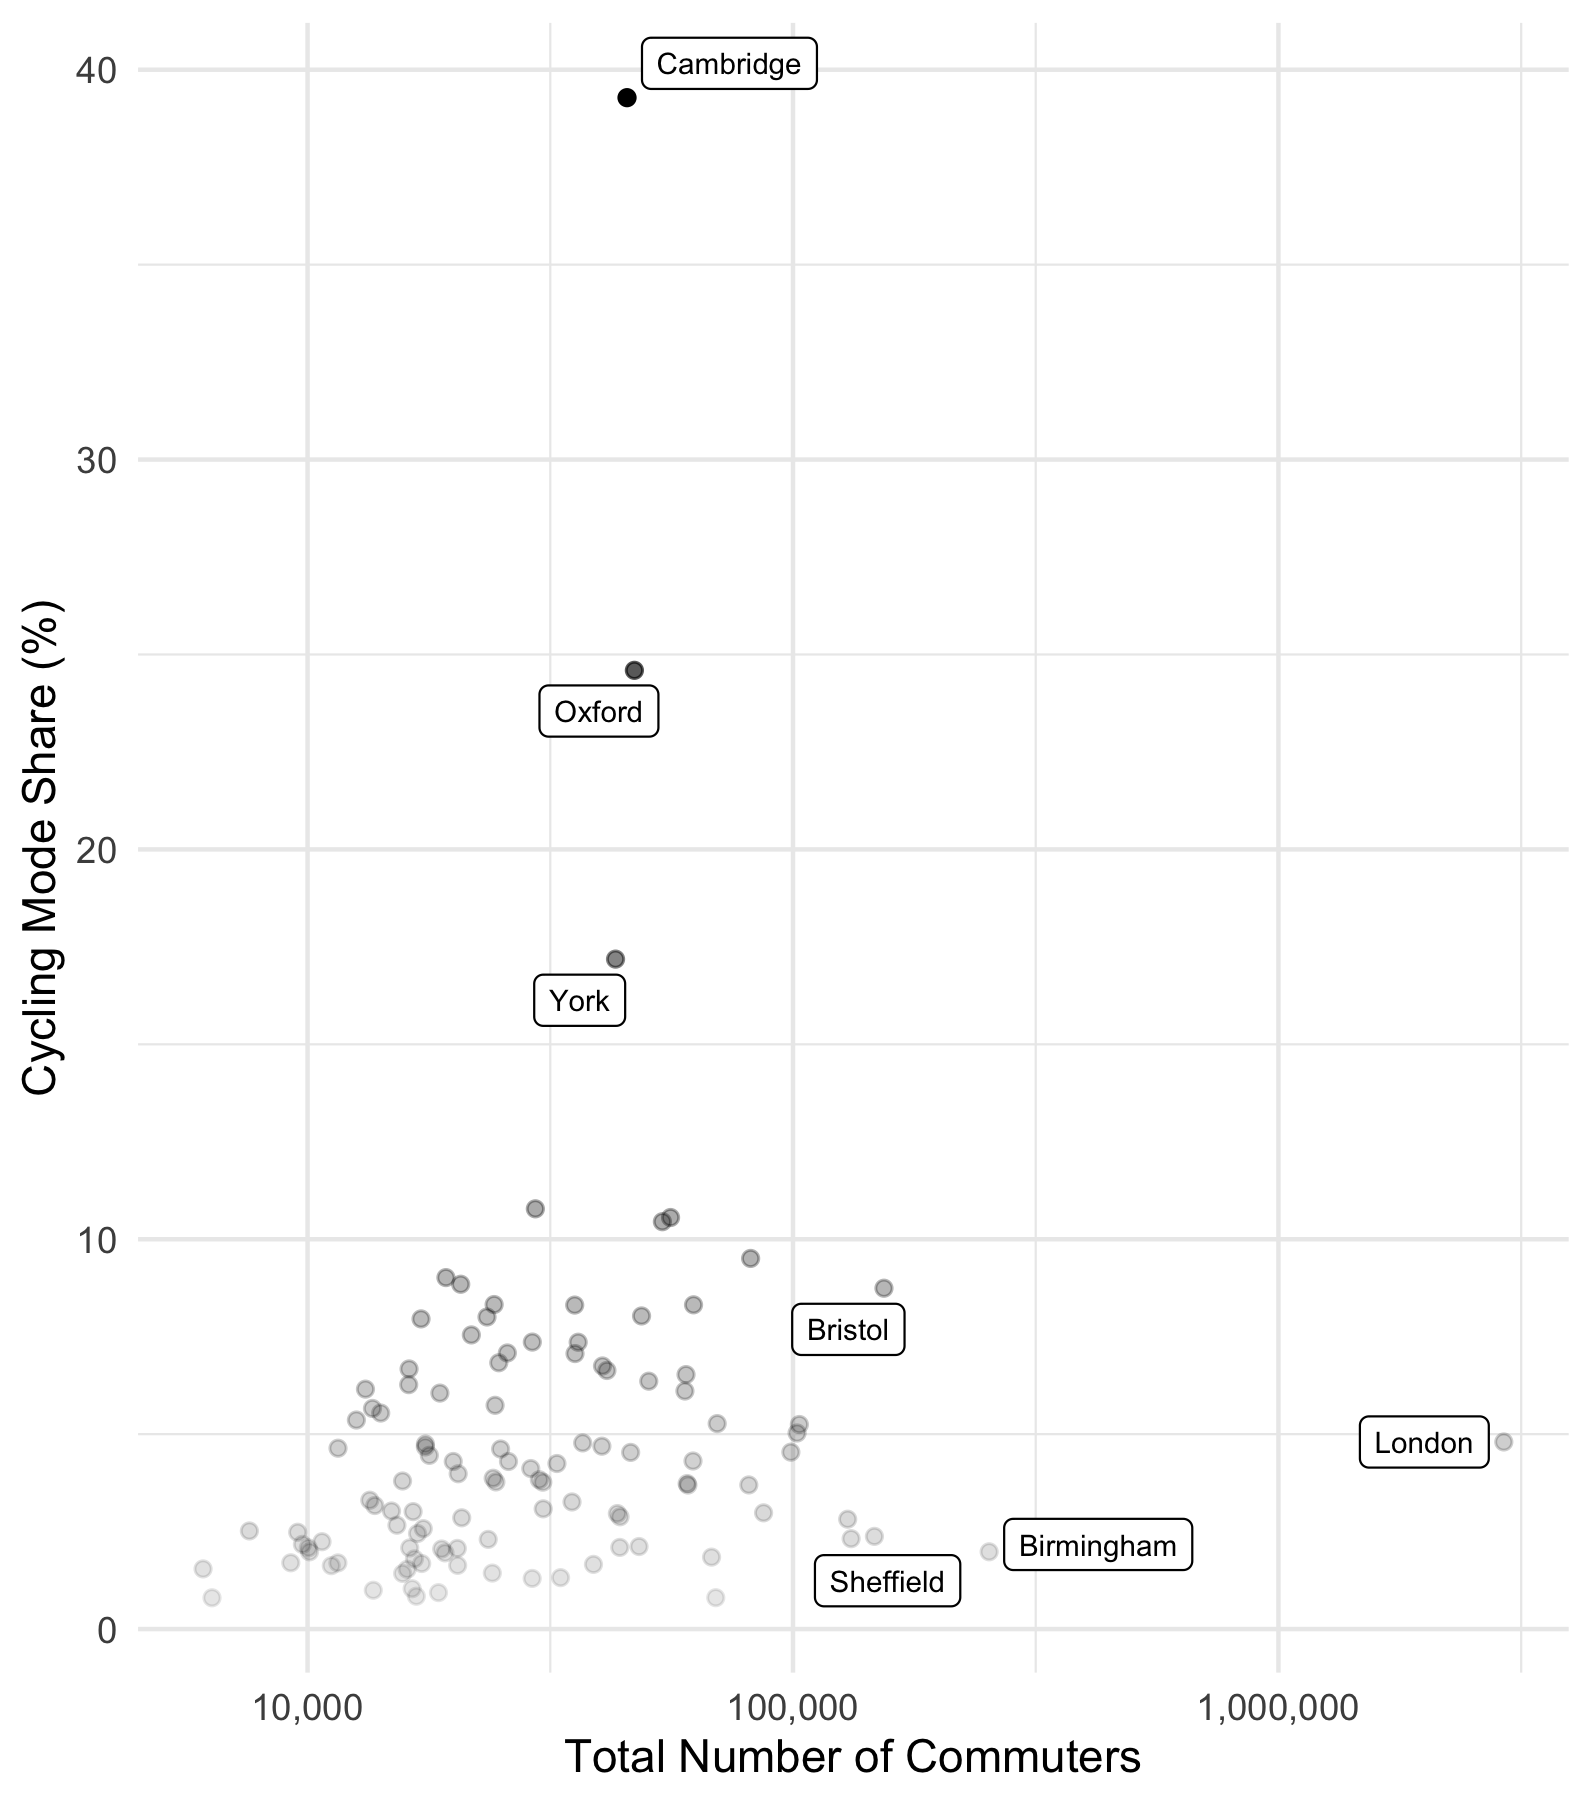 Cambridge
40
30
Cycling Mode Share (%)
Oxford
20
York
10
Bristol
London
Birmingham
Sheffield
0
10,000
100,000
1,000,000
Total Number of Commuters